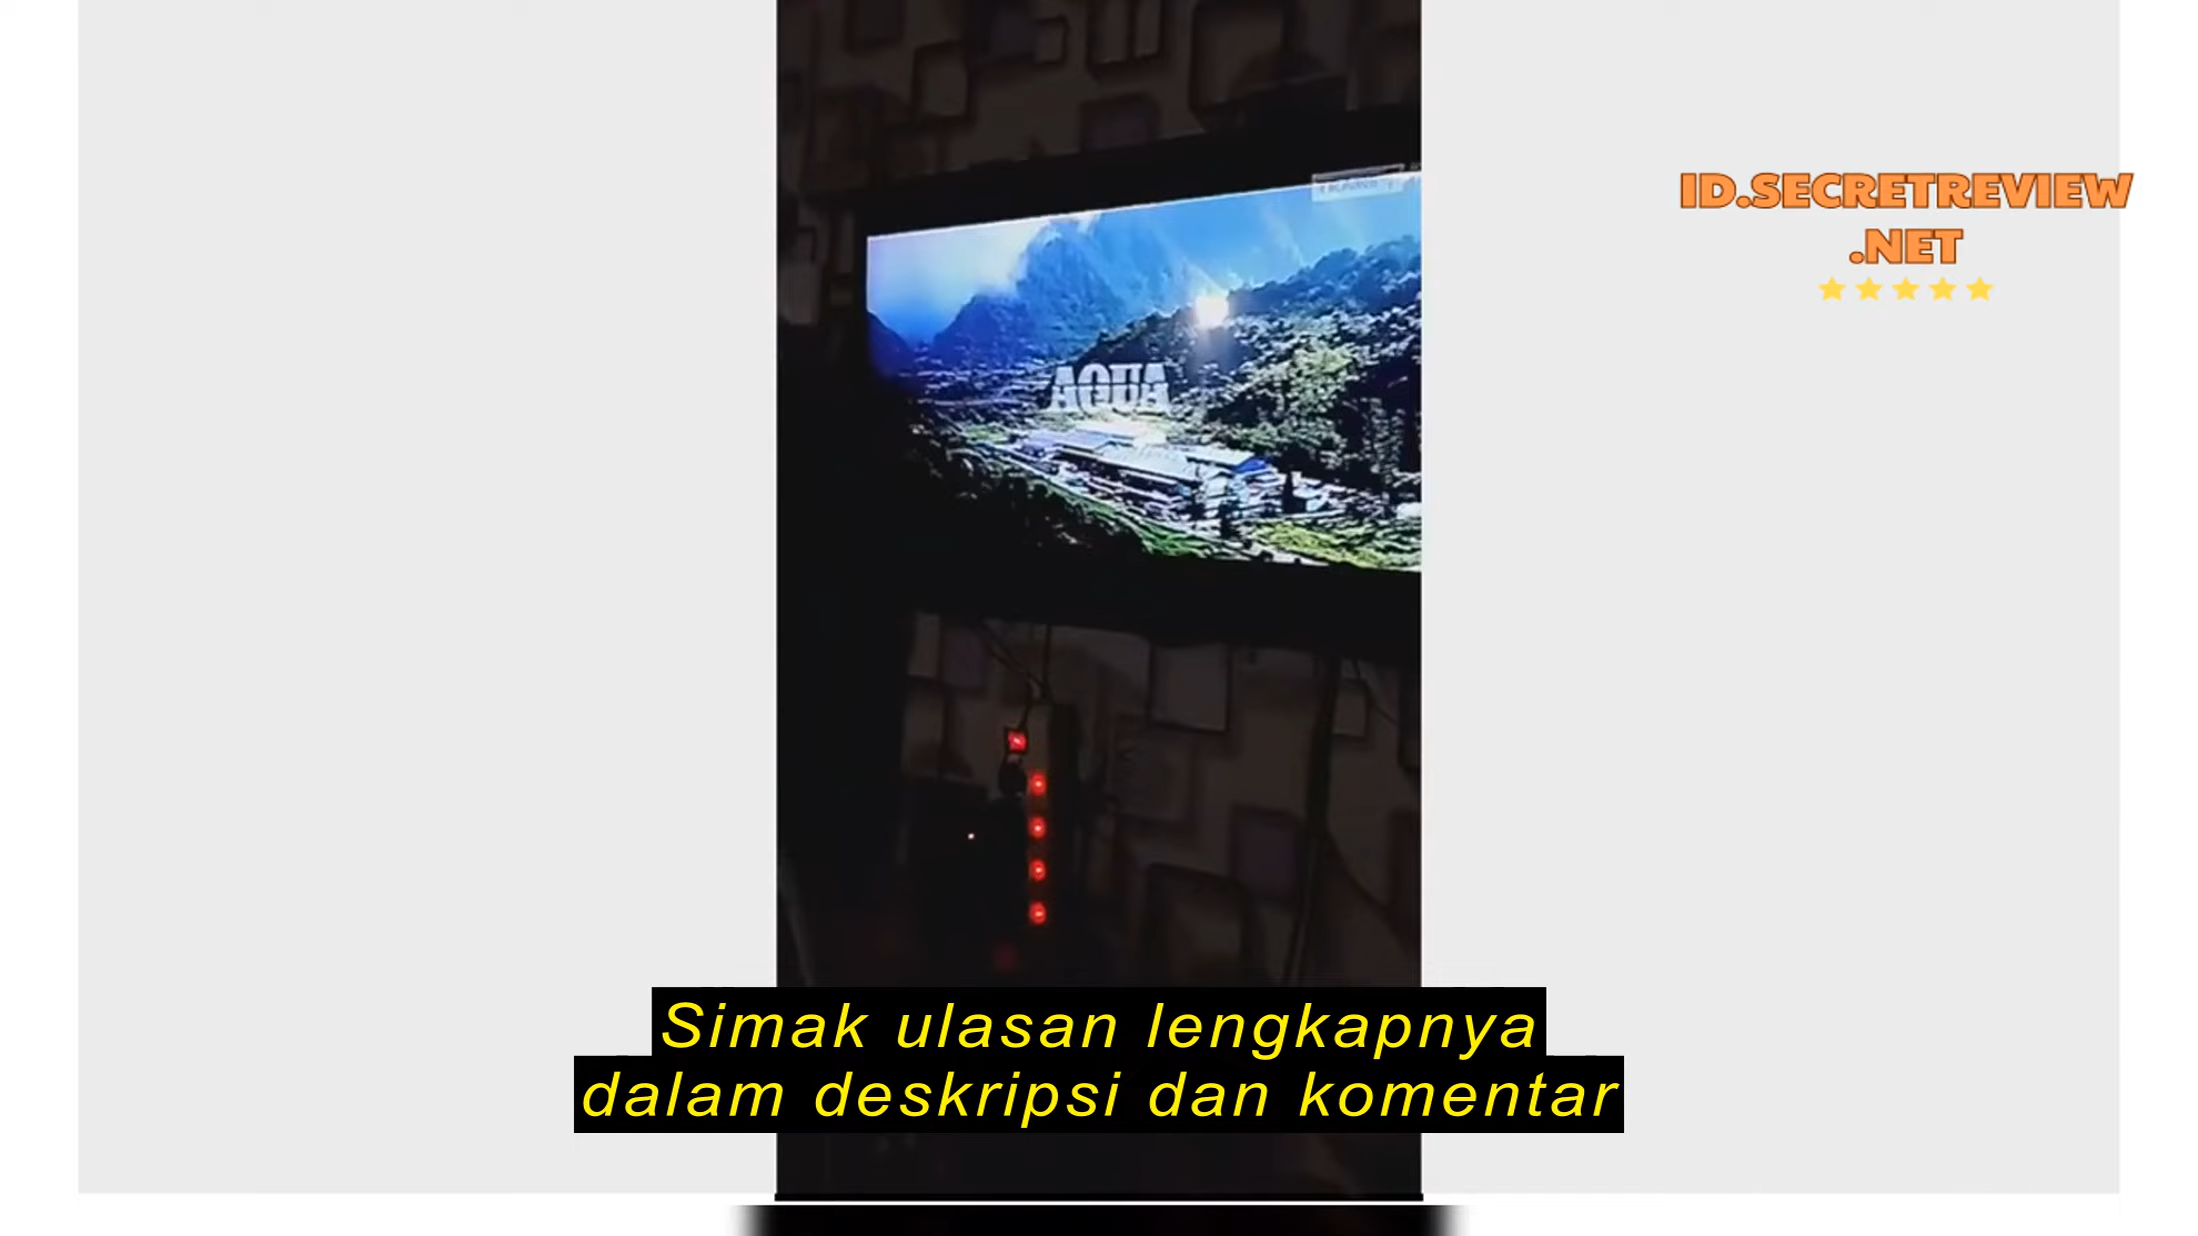 ID.SECRETREVIEW
.NET
AQUA
Simak ulasan lengkapnya
dalam deskripsi dan komentar